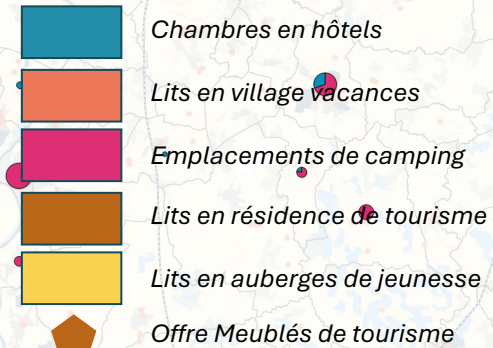 Chambres en hôtels
Lits en village vacances
Emplacements de camping
Lits en résidence de tourisme
Lits en auberges de jeunesse
Offre Meublés de tourisme